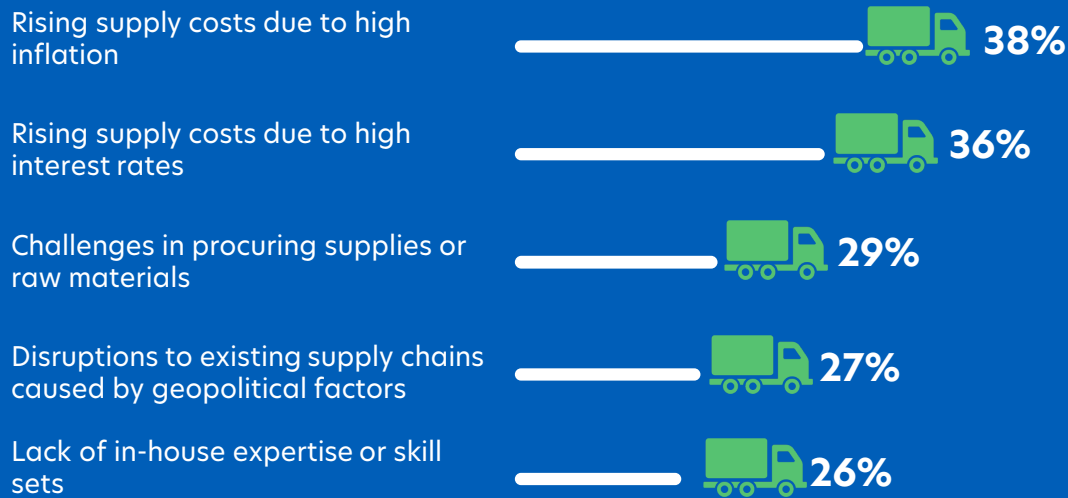 Rising supply costs due to high
inflation
38%
Rising supply costs due to high
interest rates
36%
Challenges in procuring supplies or
raw materials
29%
Disruptions to existing supply chains
caused by geopolitical factors
27%
Lack of in-house expertise or skill
sets
26%